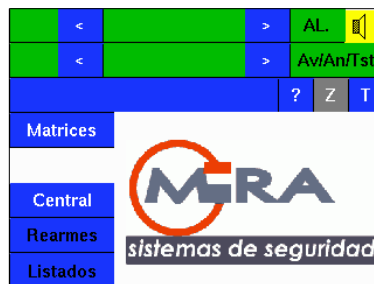 < > AL.
< > Av/An/Tst
? Z T
Matrices
MIRA
Central
Rearmes
sistemas de seguridad
Listados